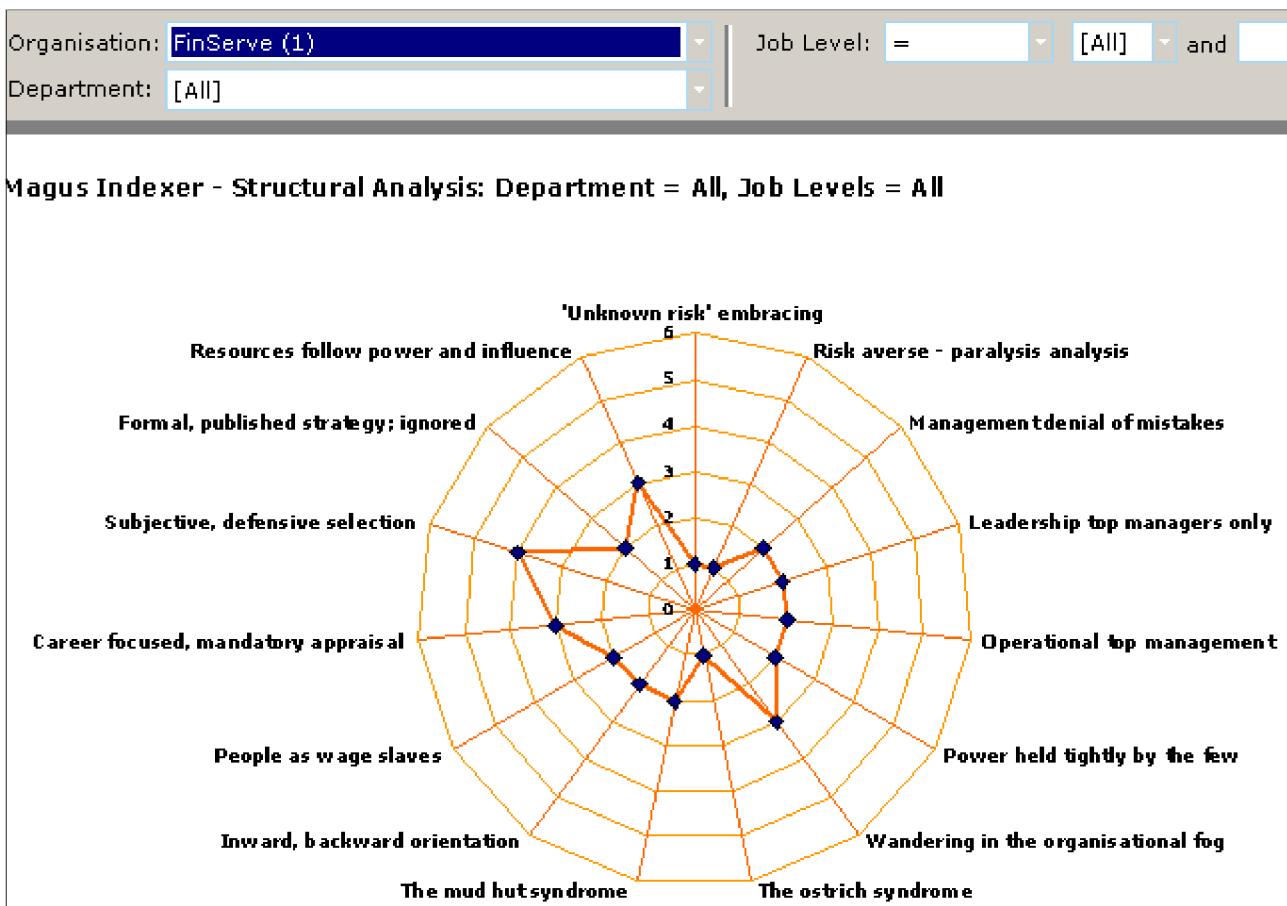 Organisation: FinServe (1) Job Level: = [All] and
Department: [All]
Magus Indexer - Structural Analysis: Department = All, Job Levels = All
'Unknown risk' embracing
6
Resources follow power and influence
Risk averse - paralysis analysis
5
Formal, published strategy; ignored
4
Management denial of mistakes
3
Subjective, defensive selection
2
Leadership top managers only
1
0
Career focused, mandatory appraisal
Operational top management
People as wage slaves
Power held tightly by the few
Inward, backward orientation
Wandering in the organisational fog
The mud hut syndrome
The ostrich syndrome